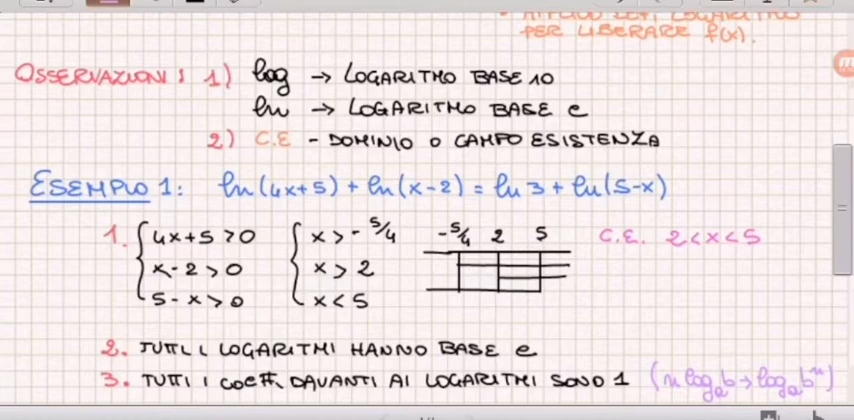 PER LIBERARE f(x).
OSSERVAZIONI : 1) log → LOGARITMO BASE 10
ln → LOGARITMO BASE e
2) C.E - DOMINIO O CAMPO ESISTENZA
ESEMPIO 1: ln(4x+5) + ln(x-2) = ln 3 + ln(5-x)
1. { 4x+5 > 0 { x > - 5/4 -5/4 2 5 C.E. 2 < x < 5
x - 2 > 0 x > 2
5 - x > 0 x < 5
2. TUTTI I LOGARITMI HANNO BASE e
3. TUTTI I COEFF. DAVANTI AI LOGARITMI SONO 1 (n logₐb → logₐbⁿ)